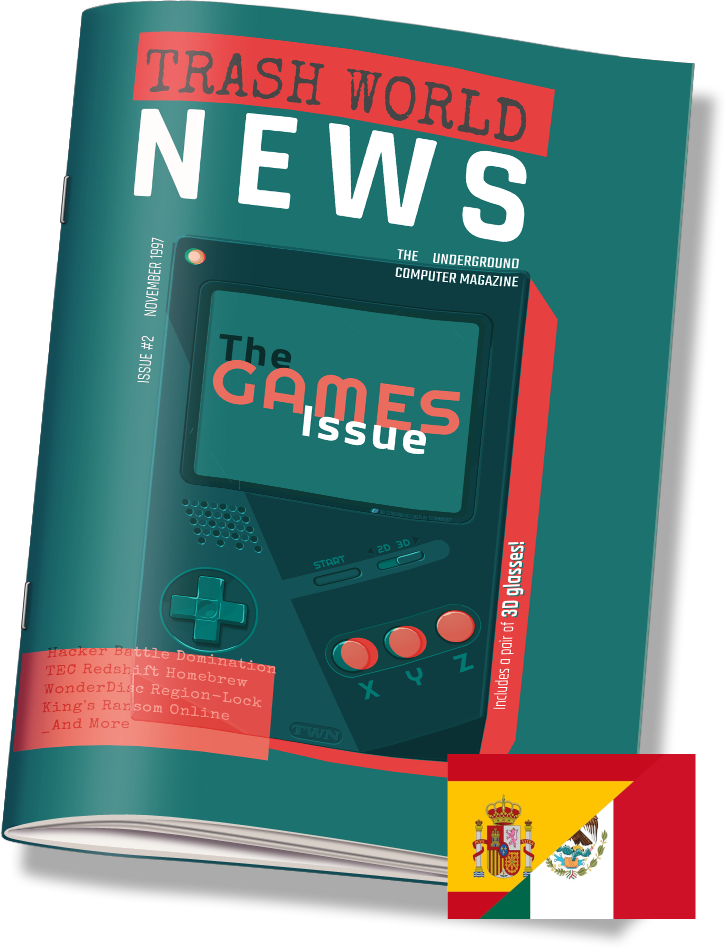 TRASH WORLD
NEWS
THE UNDERGROUND
COMPUTER MAGAZINE
ISSUE #2 NOVEMBER 1997
The
GAMES
Issue
START
2D 3D
X Y Z
Includes a pair of 3D glasses!
Hacker Battle Domination
TEC Redshift Homebrew
WonderDisc Region-Lock
King's Ransom Online
_And More
TWN